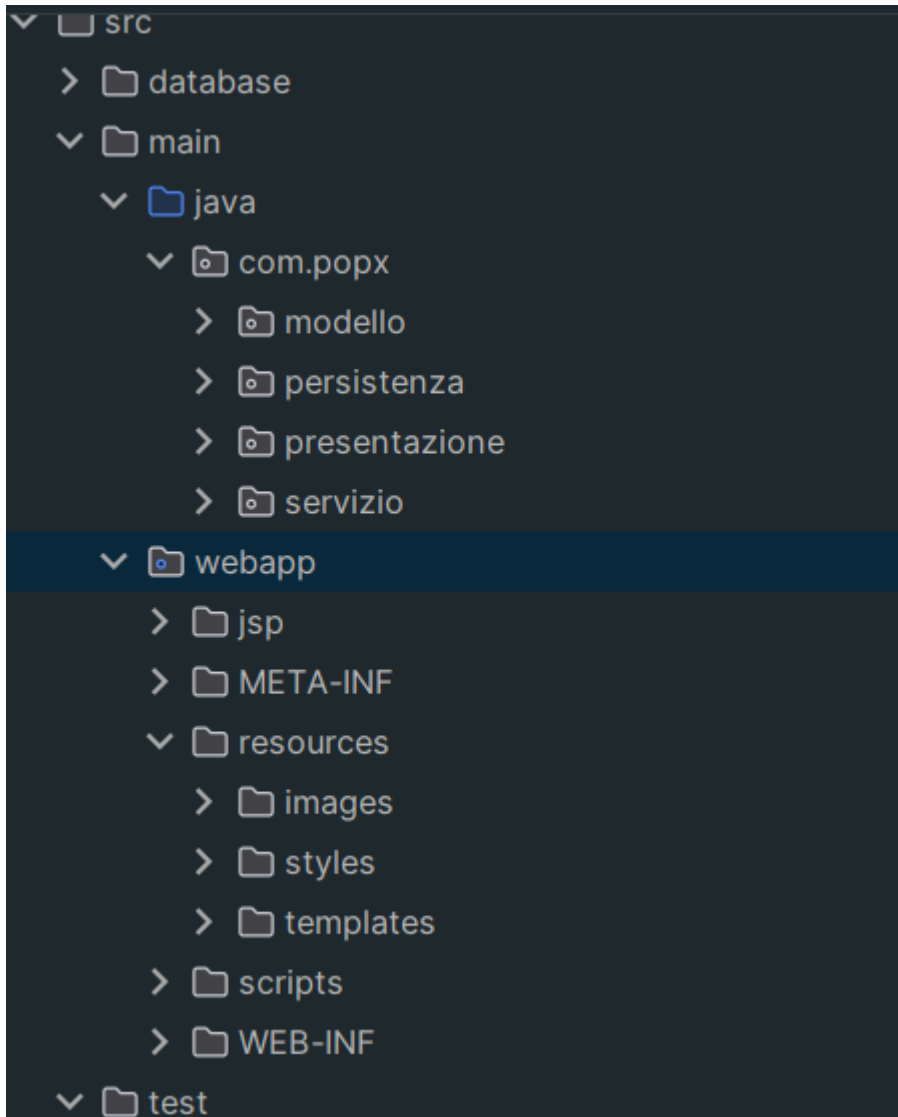 src
database
main
java
com.popx
modello
persistenza
presentazione
servizio
webapp
jsp
META-INF
resources
images
styles
templates
scripts
WEB-INF
test